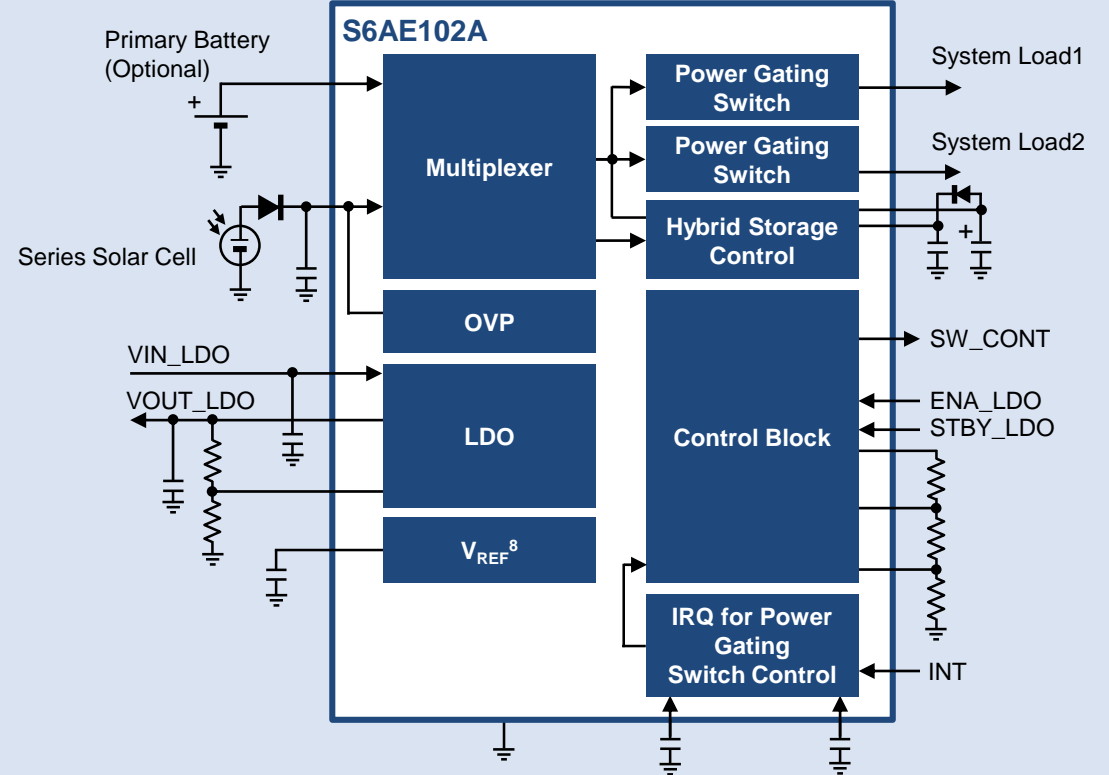 S6AE102A
Primary Battery
(Optional)
+
Series Solar Cell
VIN_LDO
VOUT_LDO
Multiplexer
OVP
LDO
VREF8
Power Gating
Switch
Power Gating
Switch
Hybrid Storage
Control
Control Block
IRQ for Power
Gating
Switch Control
System Load1
System Load2
+
SW_CONT
ENA_LDO
STBY_LDO
INT